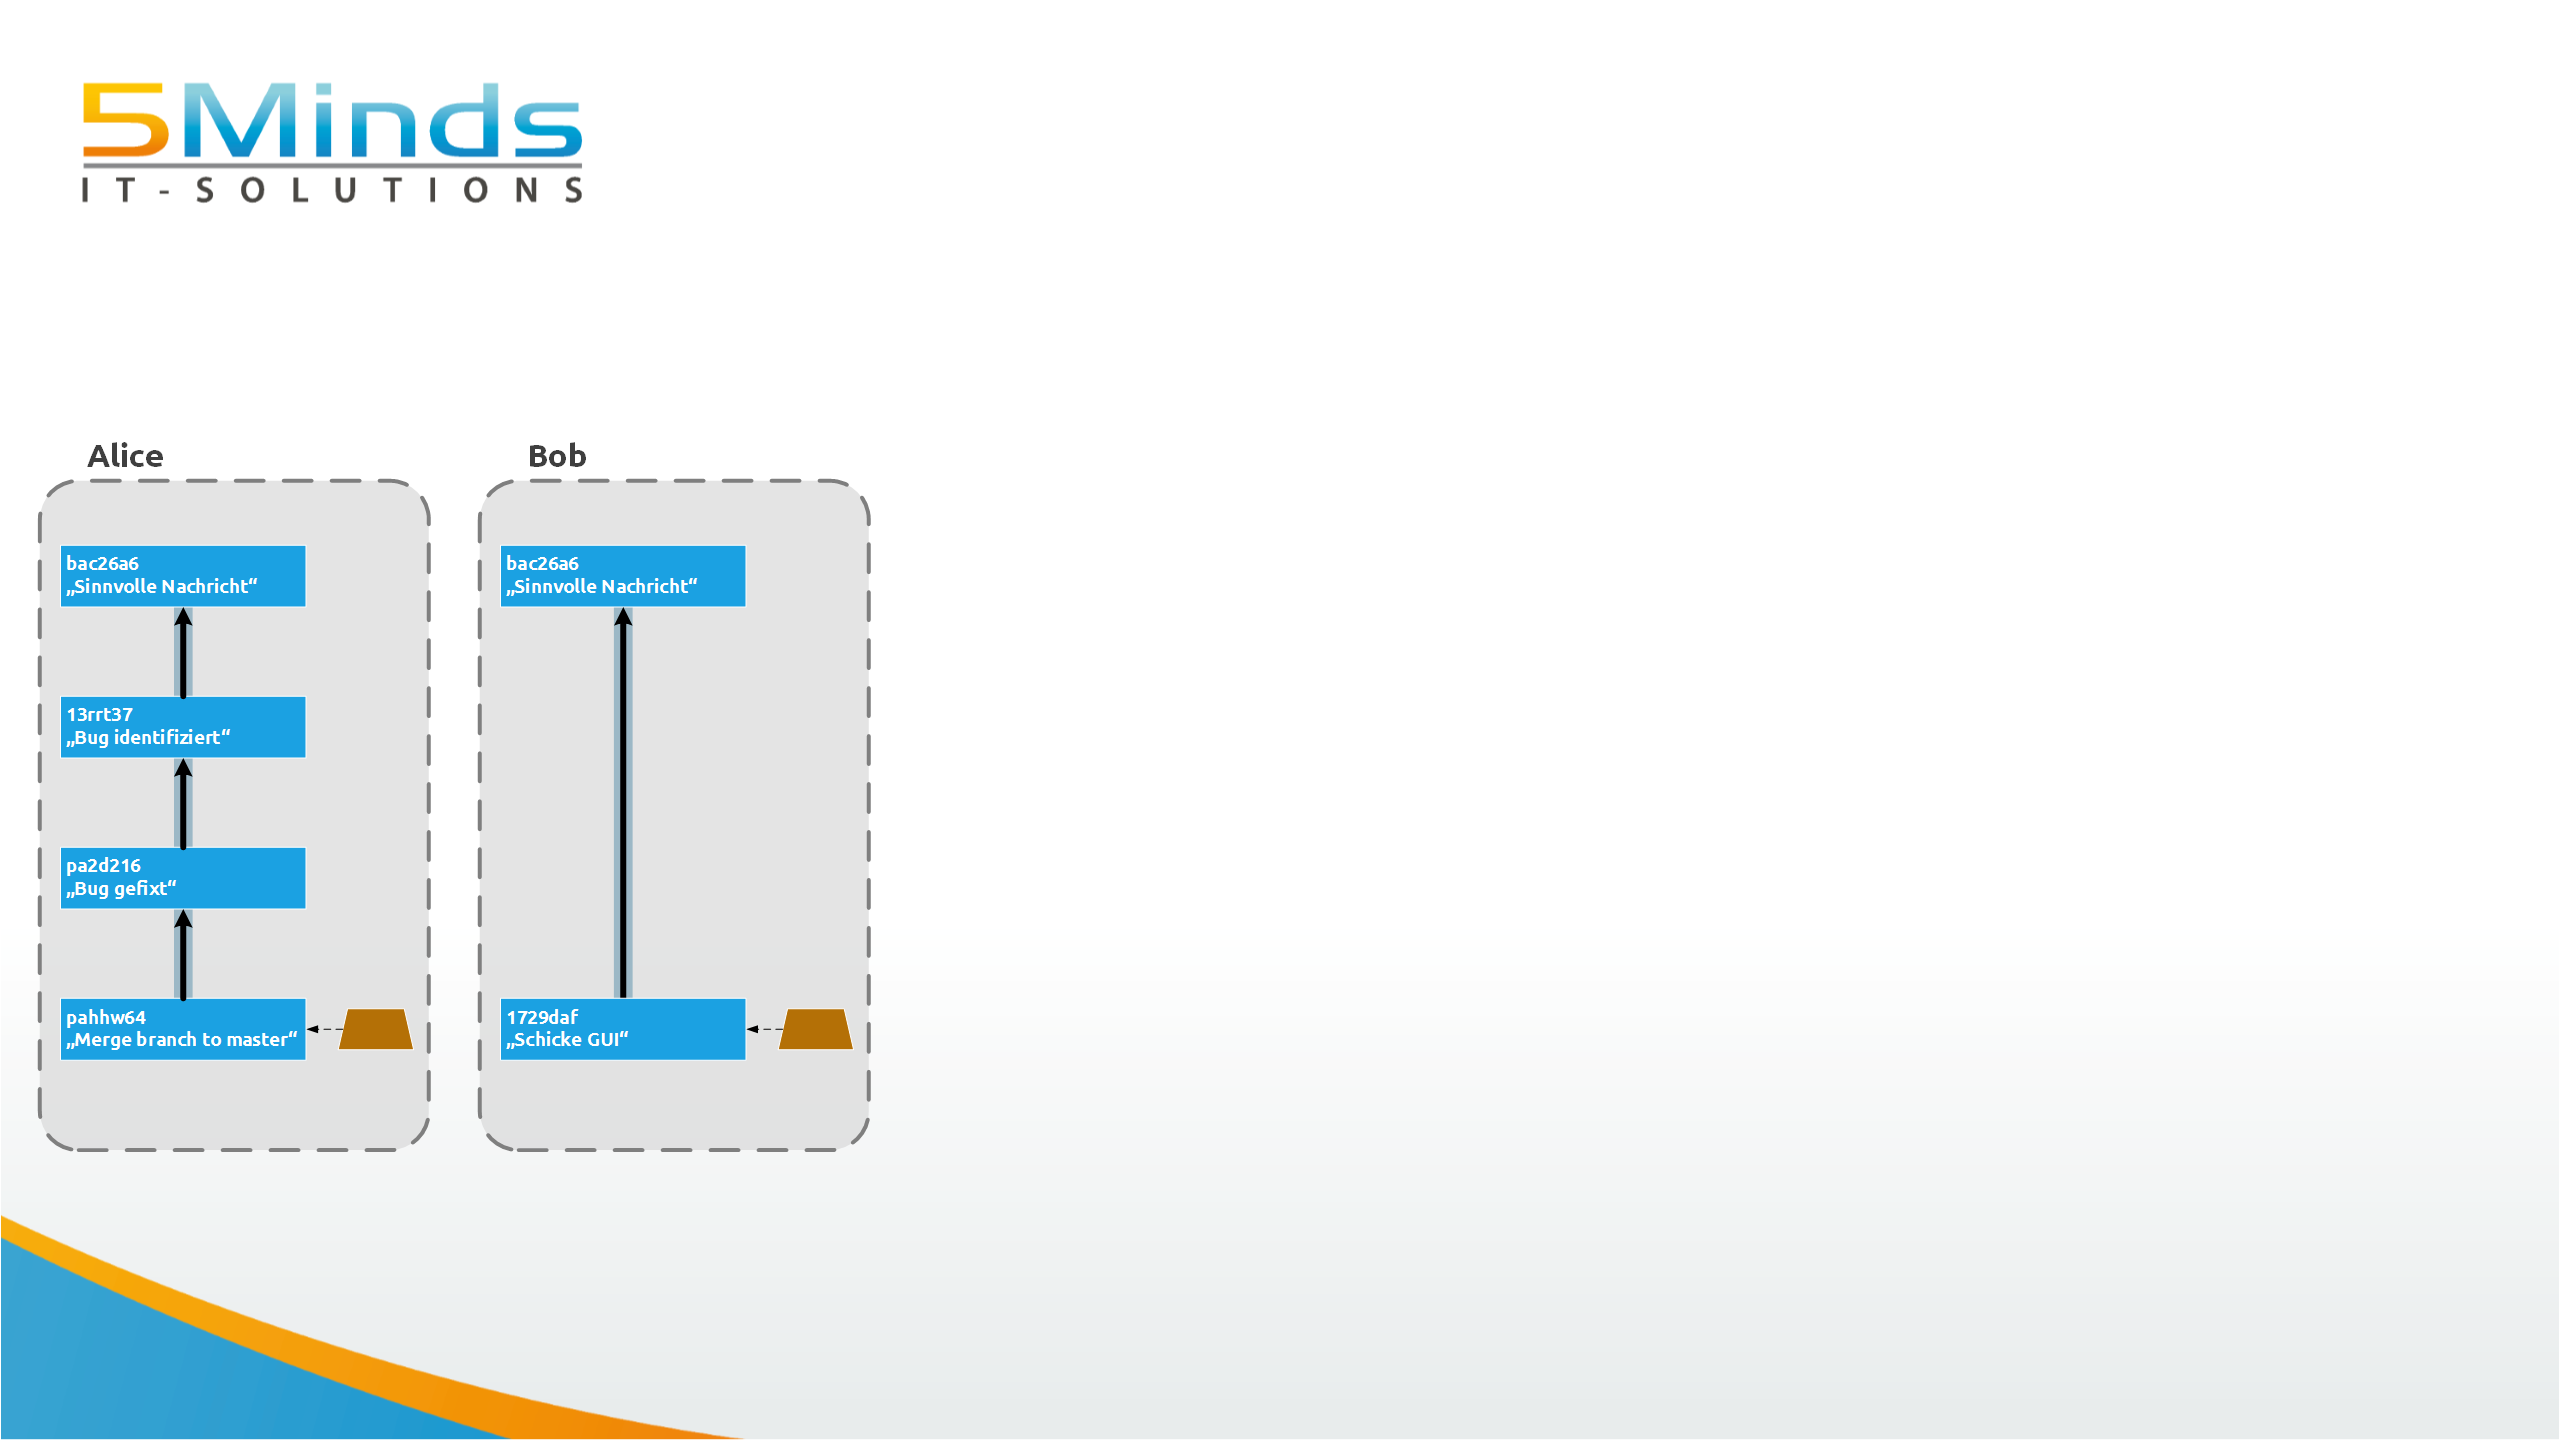 5Minds
IT-SOLUTIONS
Alice
bac26a6
„Sinnvolle Nachricht“
13rrt37
„Bug identifiziert“
pa2d216
„Bug gefixt“
pahhw64
„Merge branch to master“
Bob
bac26a6
„Sinnvolle Nachricht“
1729daf
„Schicke GUI“